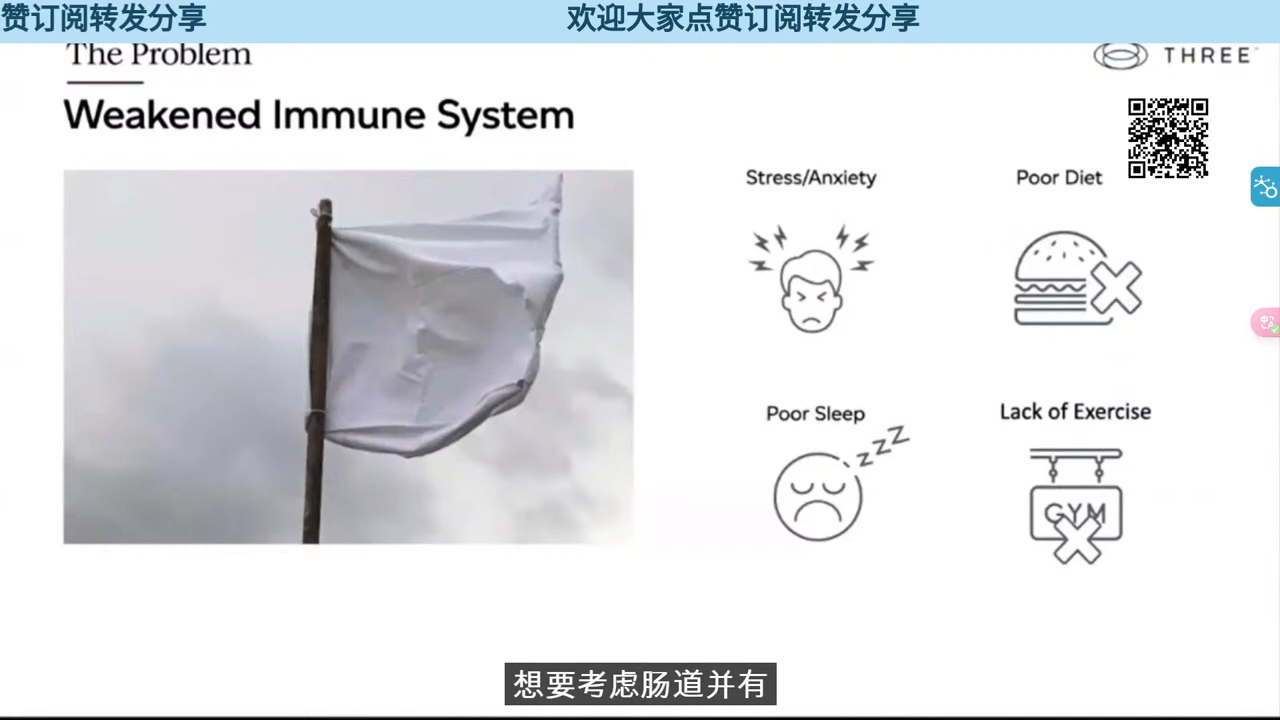 赞订阅转发分享
欢迎大家点赞订阅转发分享
The Problem
THREE
Weakened Immune System
Stress/Anxiety
Poor Diet
Poor Sleep
zzZ
Lack of Exercise
GYM
想要考虑肠道并有